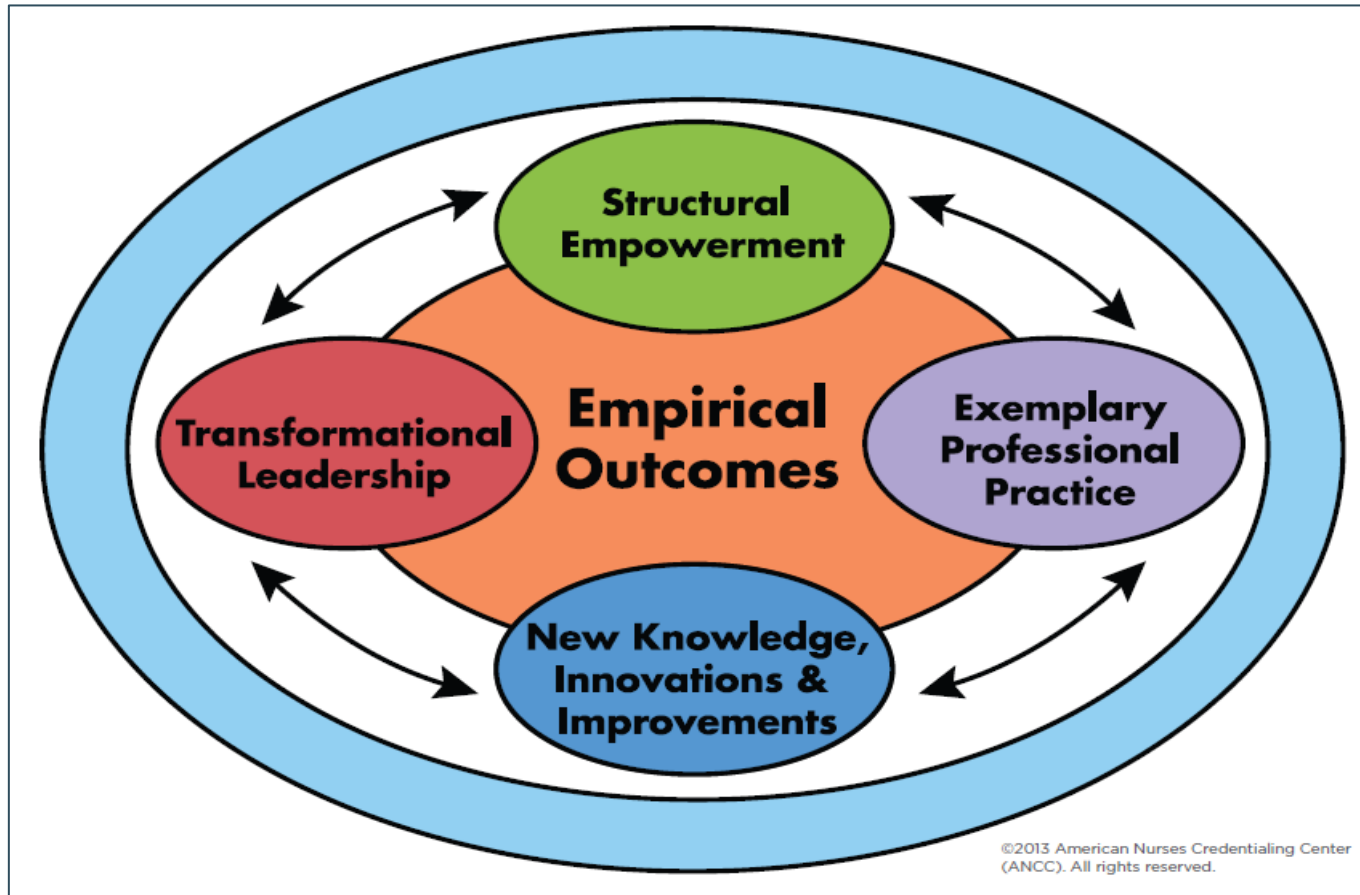 Structural
Empowerment
Transformational
Leadership
Empirical
Outcomes
Exemplary
Professional
Practice
New Knowledge,
Innovations &
Improvements
©2013 American Nurses Credentialing Center
(ANCC). All rights reserved.